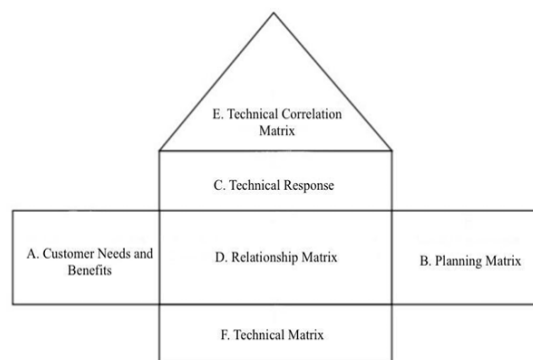 E. Technical Correlation
Matrix
C. Technical Response
A. Customer Needs and
Benefits
D. Relationship Matrix
B. Planning Matrix
F. Technical Matrix